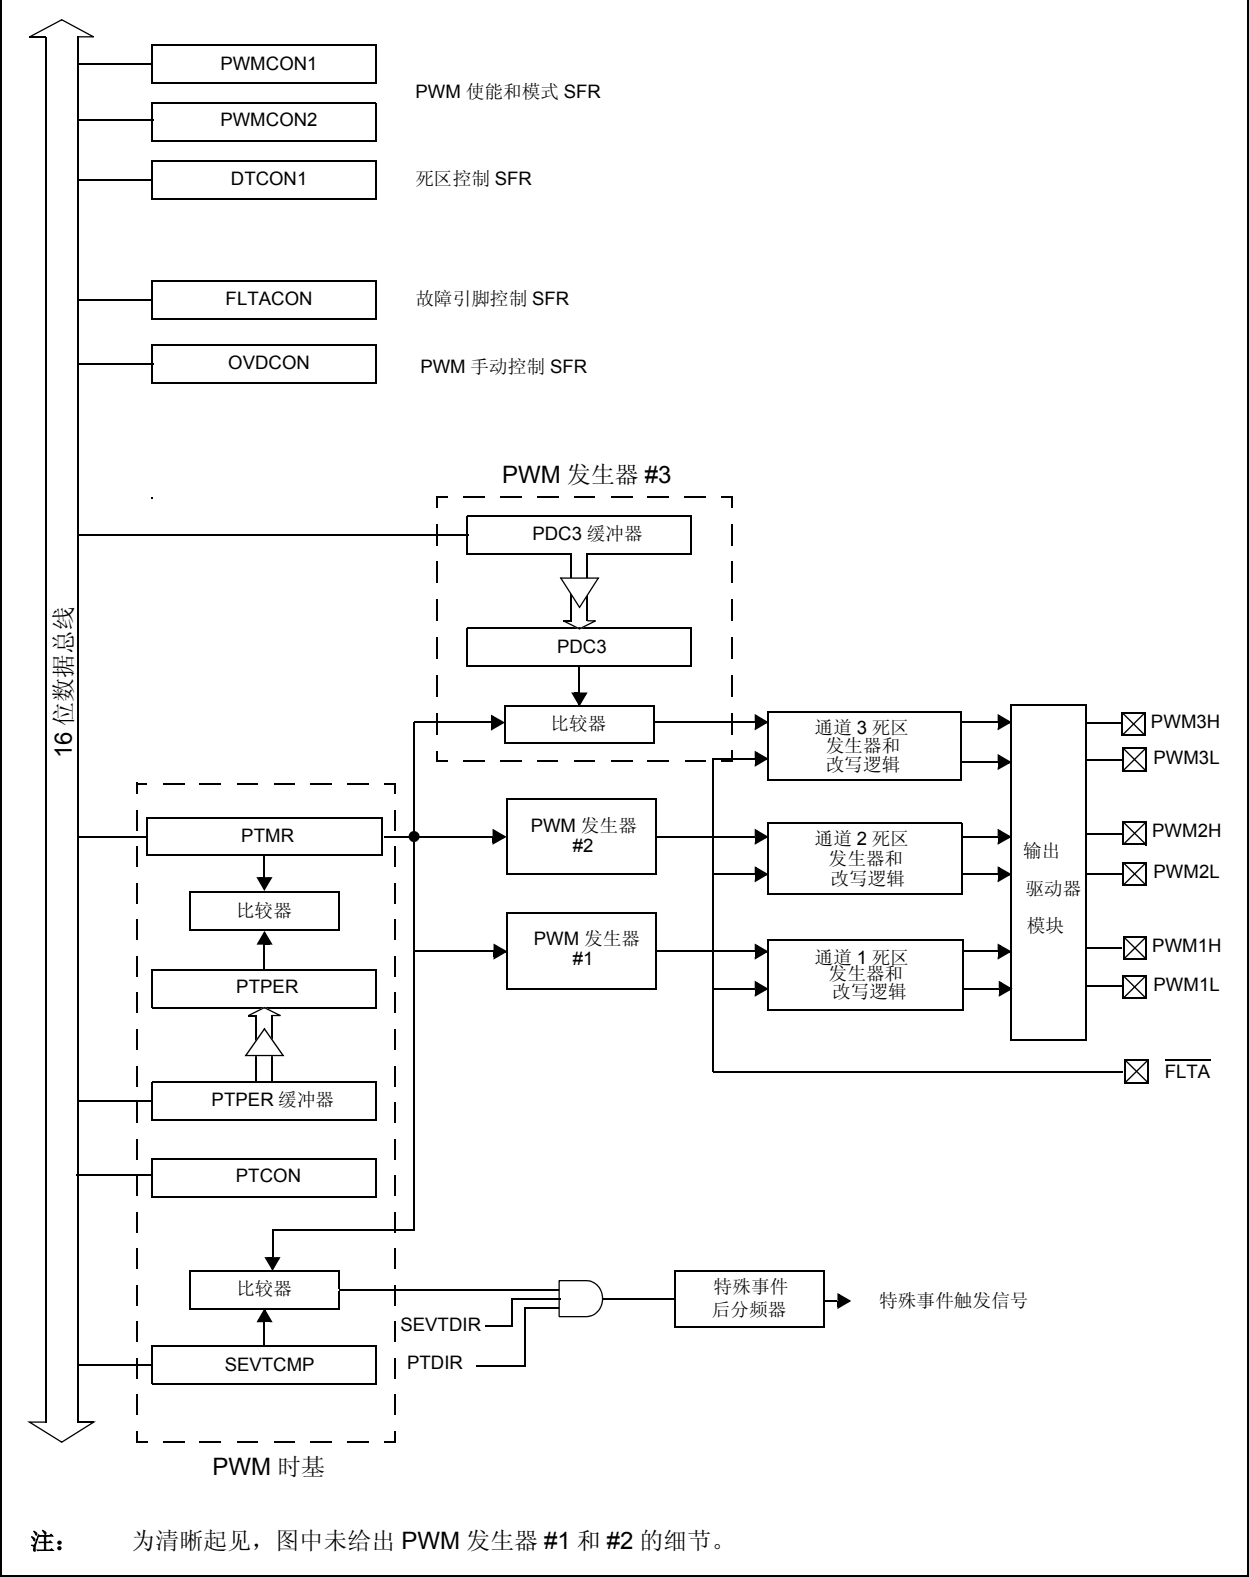 PWMCON1
PWM 使能和模式 SFR
PWMCON2
DTCON1
死区控制 SFR
FLTACON
故障引脚控制 SFR
OVDCON
PWM 手动控制 SFR
16 位数据总线
PWM 发生器 #3
PDC3 缓冲器
PDC3
比较器
通道 3 死区
发生器和
改写逻辑
PWM3H
PWM3L
PTMR
PWM 发生器
#2
通道 2 死区
发生器和
改写逻辑
PWM2H
PWM2L
输出
驱动器
模块
比较器
PWM 发生器
#1
通道 1 死区
发生器和
改写逻辑
PWM1H
PWM1L
PTPER
FLTA
PTPER 缓冲器
PTCON
比较器
SEVTDIR
PTDIR
特殊事件
后分频器
特殊事件触发信号
SEVTCMP
PWM 时基
注： 为清晰起见，图中未给出 PWM 发生器 #1 和 #2 的细节。